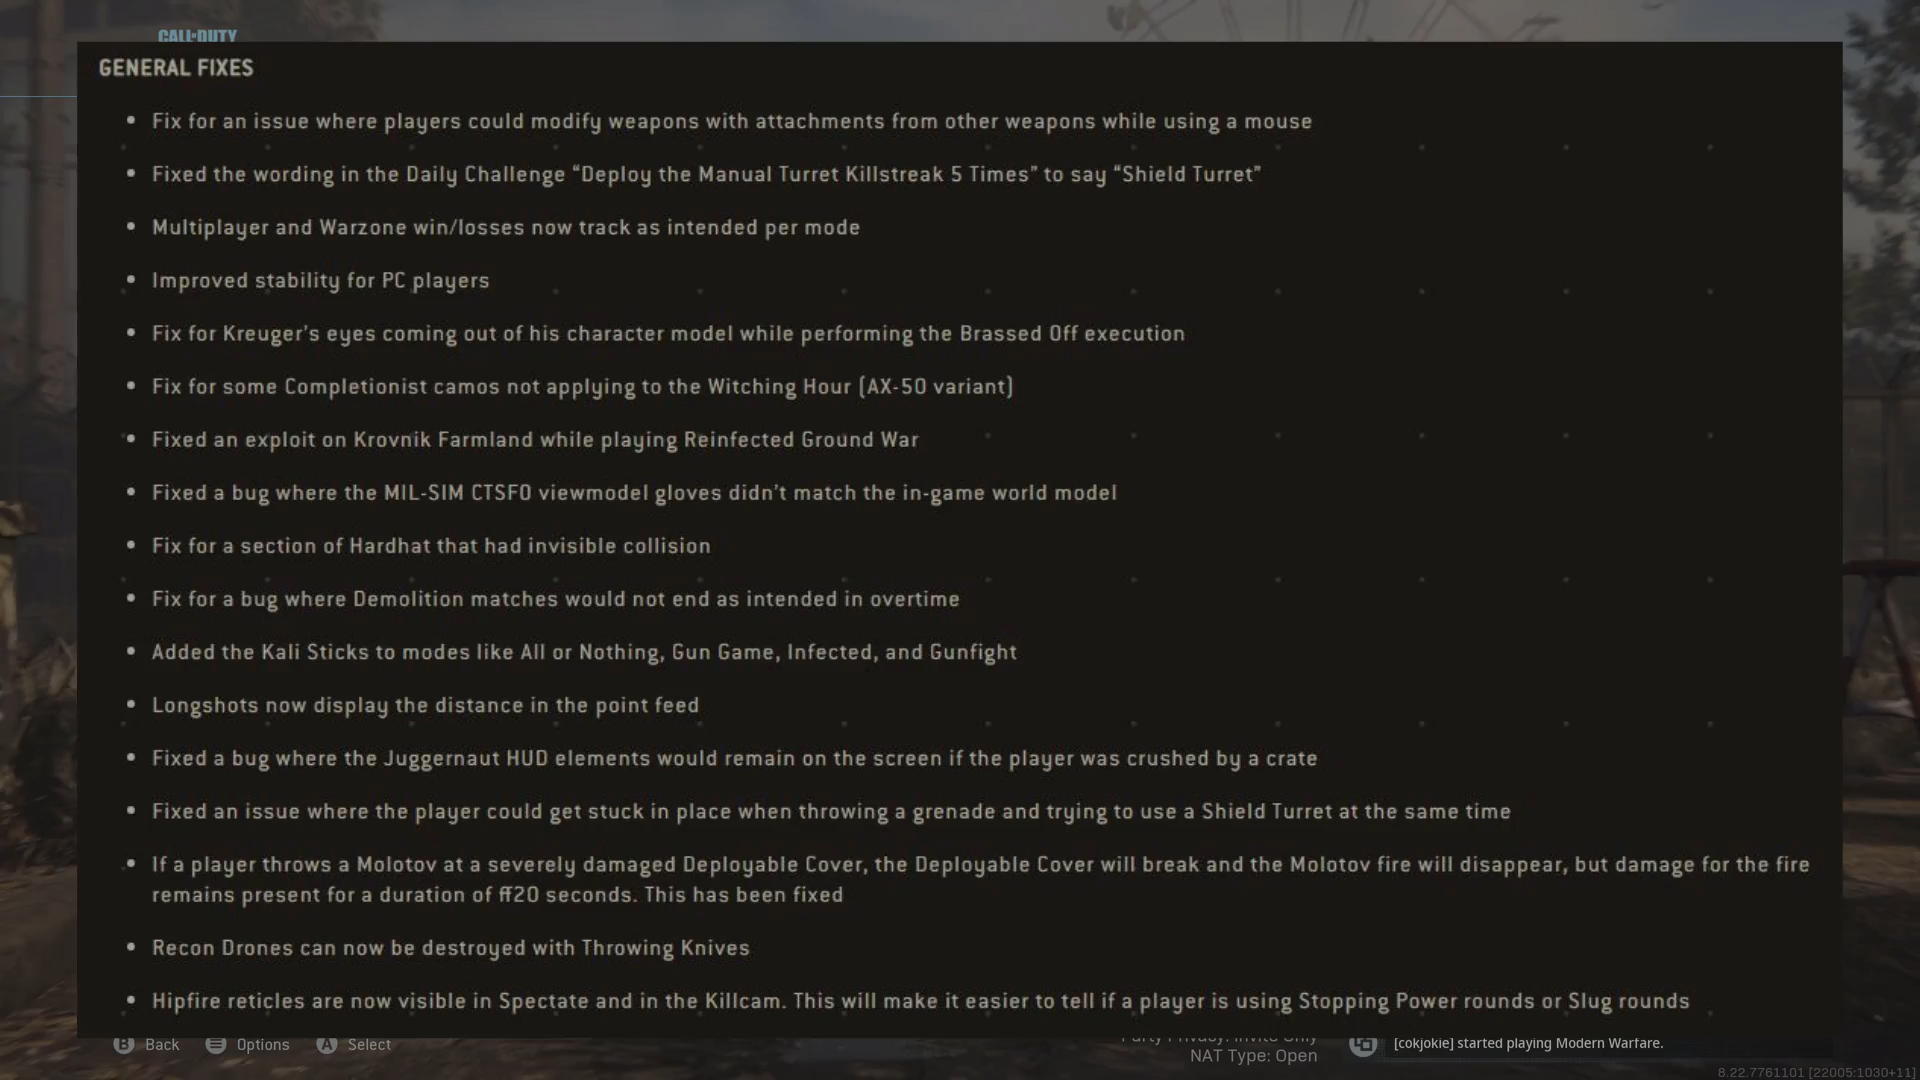 CALL OF DUTY
GENERAL FIXES
• Fix for an issue where players could modify weapons with attachments from other weapons while using a mouse
• Fixed the wording in the Daily Challenge “Deploy the Manual Turret Killstreak 5 Times” to say “Shield Turret”
• Multiplayer and Warzone win/losses now track as intended per mode
• Improved stability for PC players
• Fix for Kreuger’s eyes coming out of his character model while performing the Brassed Off execution
• Fix for some Completionist camos not applying to the Witching Hour (AX-50 variant)
• Fixed an exploit on Krovnik Farmland while playing Reinfected Ground War
• Fixed a bug where the MIL-SIM CTSFO viewmodel gloves didn’t match the in-game world model
• Fix for a section of Hardhat that had invisible collision
• Fix for a bug where Demolition matches would not end as intended in overtime
• Added the Kali Sticks to modes like All or Nothing, Gun Game, Infected, and Gunfight
• Longshots now display the distance in the point feed
• Fixed a bug where the Juggernaut HUD elements would remain on the screen if the player was crushed by a crate
• Fixed an issue where the player could get stuck in place when throwing a grenade and trying to use a Shield Turret at the same time
• If a player throws a Molotov at a severely damaged Deployable Cover, the Deployable Cover will break and the Molotov fire will disappear, but damage for the fire
remains present for a duration of ff20 seconds. This has been fixed
• Recon Drones can now be destroyed with Throwing Knives
• Hipfire reticles are now visible in Spectate and in the Killcam. This will make it easier to tell if a player is using Stopping Power rounds or Slug rounds
B Back Options A Select
Party Privacy: Invite Only
NAT Type: Open
[cokjokie] started playing Modern Warfare.
8.22.7761101 [22005:1030+11]